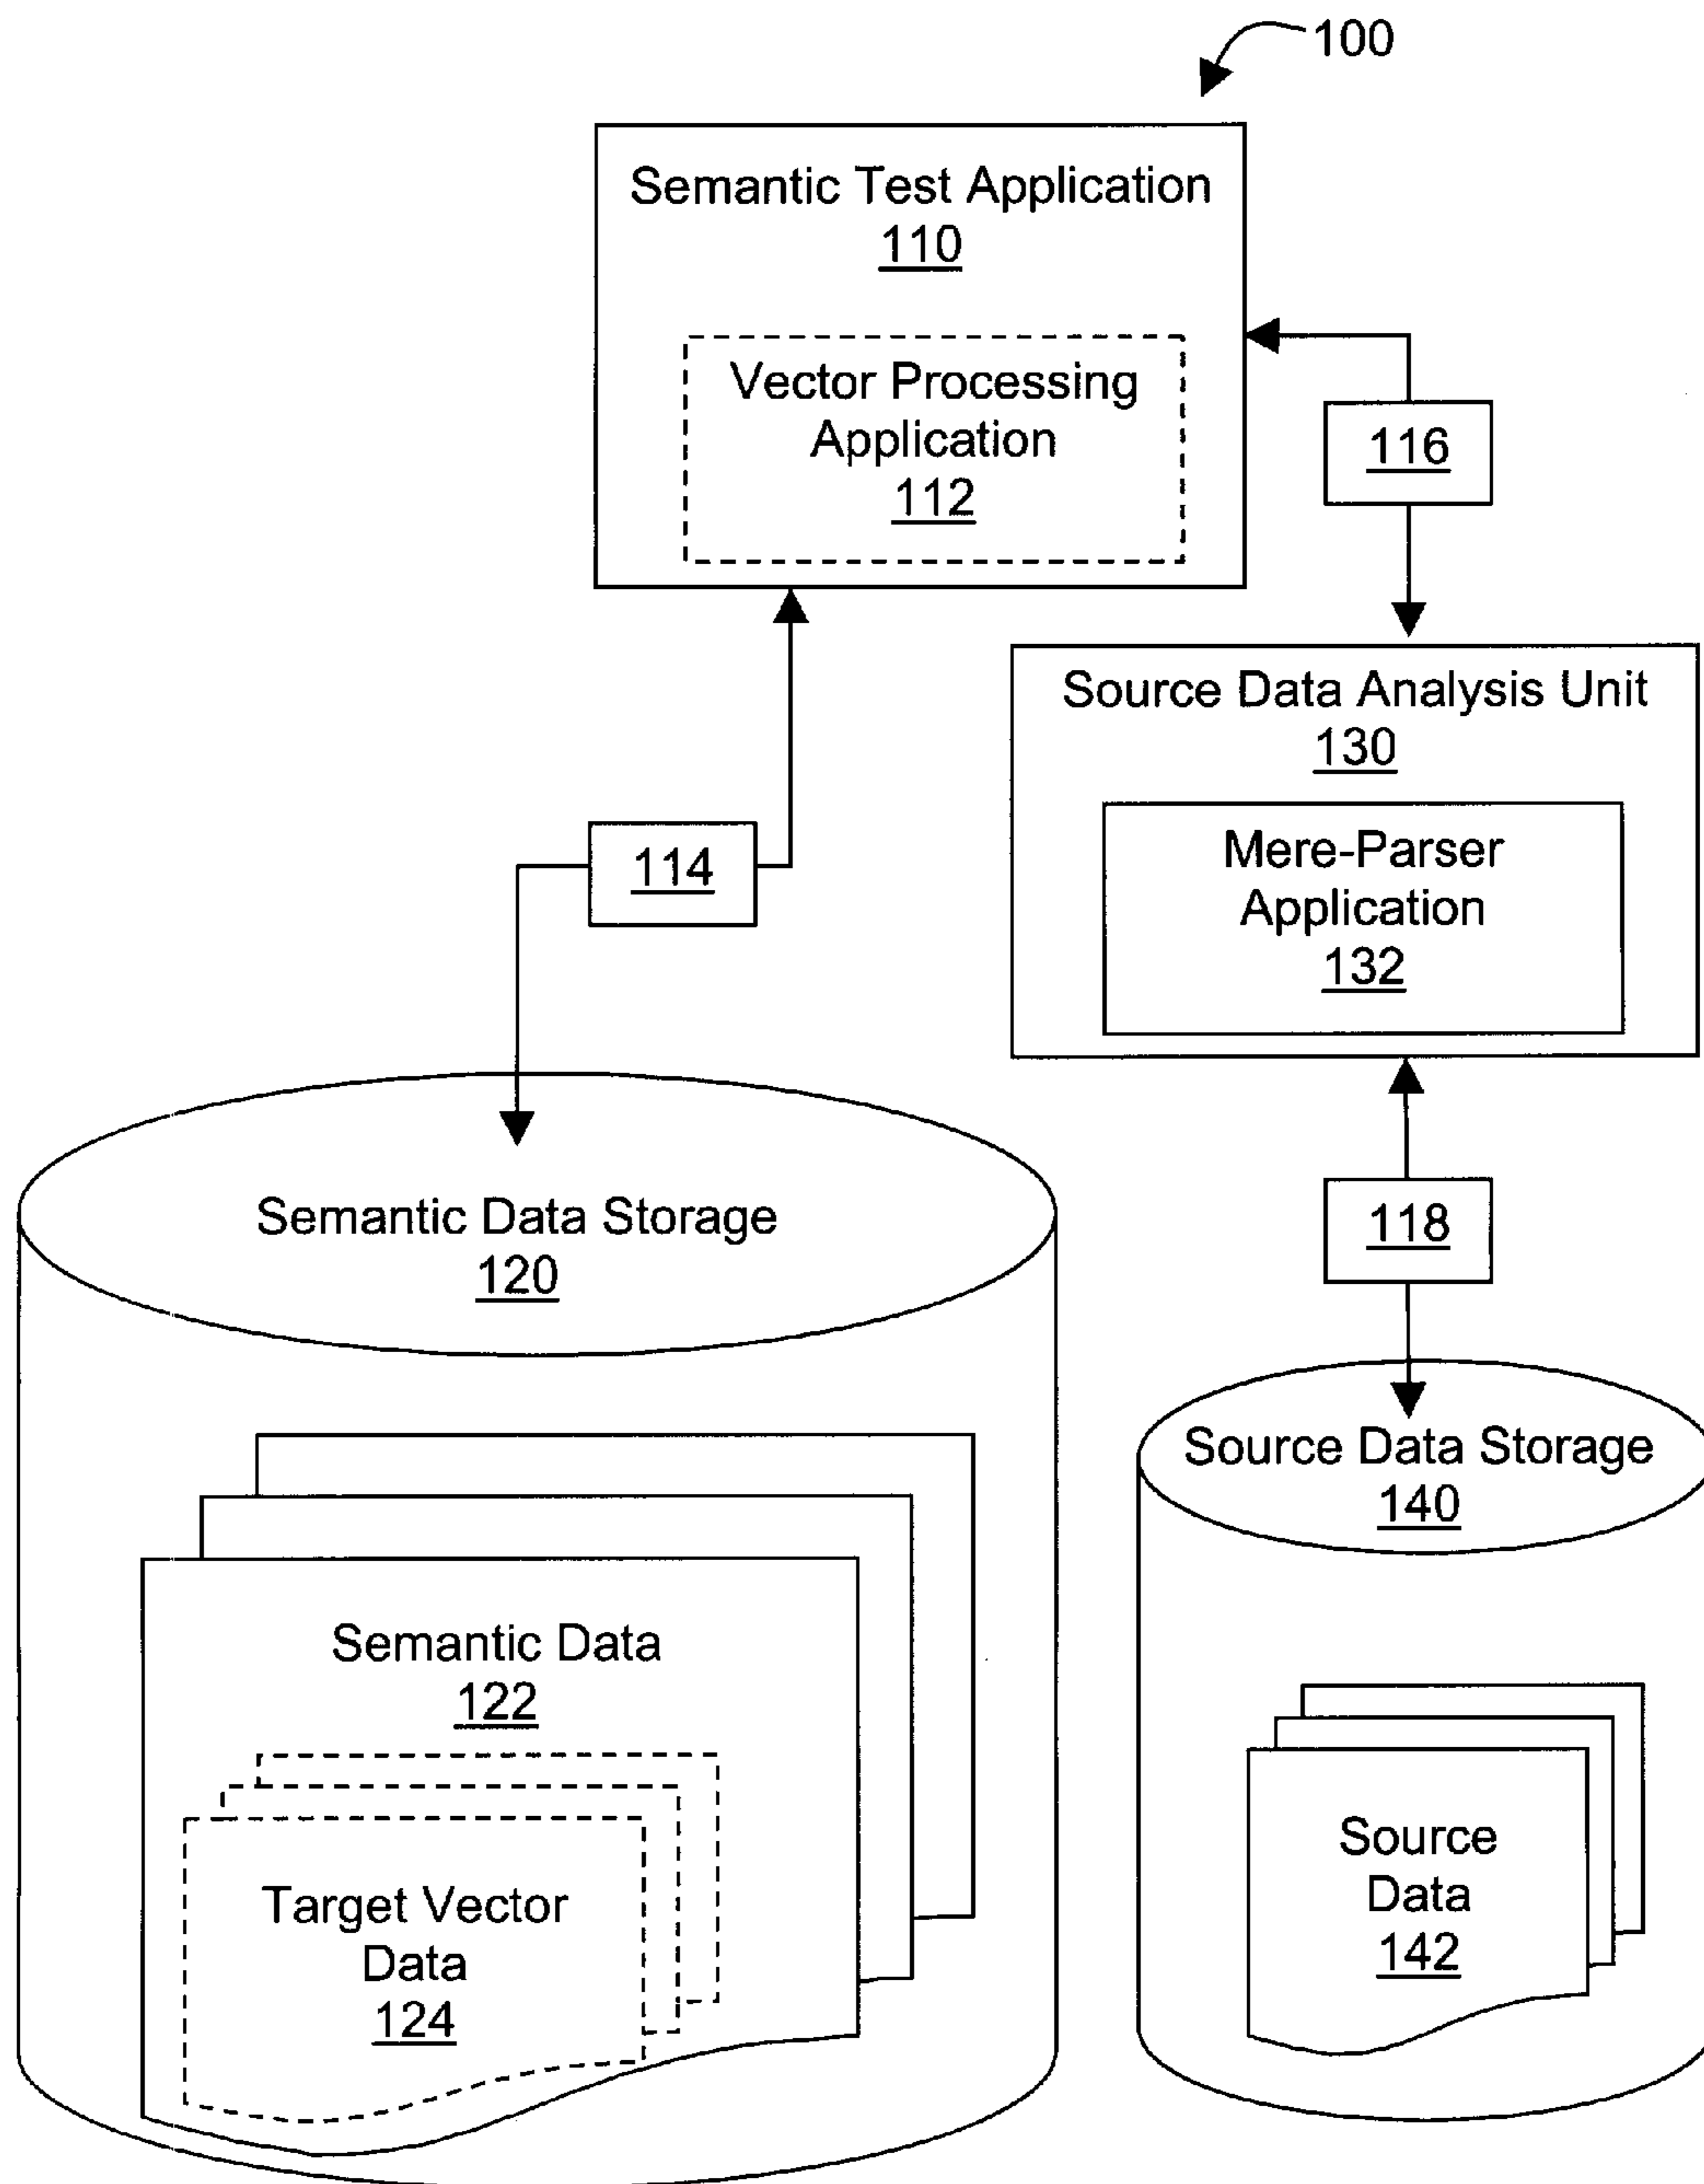 100
Semantic Test Application
110
Vector Processing
Application
112
116
Source Data Analysis Unit
130
Mere-Parser
Application
132
114
118
Semantic Data Storage
120
Source Data Storage
140
Semantic Data
122
Target Vector
Data
124
Source
Data
142